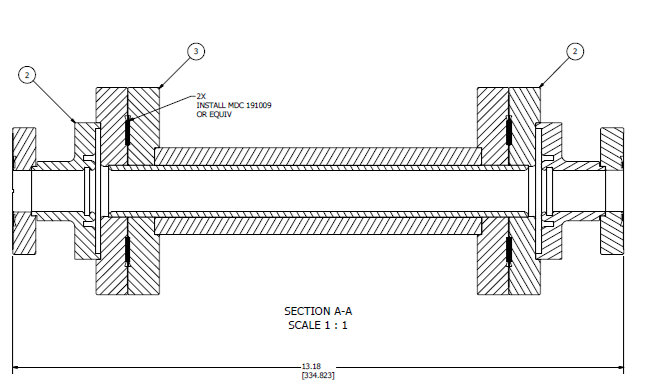 3
2
2
2X
INSTALL MDC 191009
OR EQUIV
SECTION A-A
SCALE 1 : 1
13.18
[334.823]